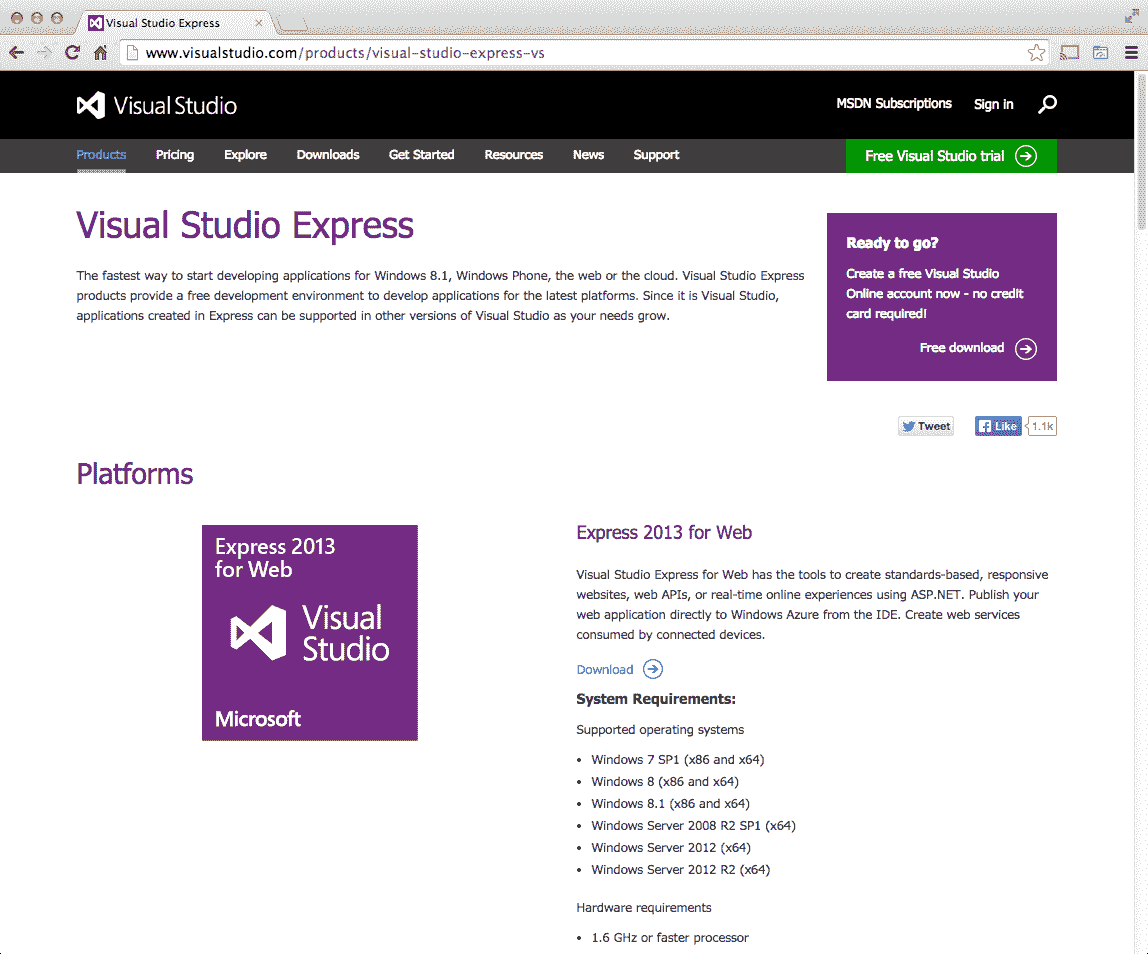 Visual Studio Express
www.visualstudio.com/products/visual-studio-express-vs
Visual Studio
MSDN Subscriptions Sign in
Products Pricing Explore Downloads Get Started Resources News Support Free Visual Studio trial
Visual Studio Express
The fastest way to start developing applications for Windows 8.1, Windows Phone, the web or the cloud. Visual Studio Express
products provide a free development environment to develop applications for the latest platforms. Since it is Visual Studio,
applications created in Express can be supported in other versions of Visual Studio as your needs grow.
Ready to go?
Create a free Visual Studio
Online account now - no credit
card required!
Free download
Tweet Like 1.1k
Platforms
Express 2013
for Web
Visual
Studio
Microsoft
Express 2013 for Web
Visual Studio Express for Web has the tools to create standards-based, responsive
websites, web APIs, or real-time online experiences using ASP.NET. Publish your
web application directly to Windows Azure from the IDE. Create web services
consumed by connected devices.
Download
System Requirements:
Supported operating systems
• Windows 7 SP1 (x86 and x64)
• Windows 8 (x86 and x64)
• Windows 8.1 (x86 and x64)
• Windows Server 2008 R2 SP1 (x64)
• Windows Server 2012 (x64)
• Windows Server 2012 R2 (x64)
Hardware requirements
• 1.6 GHz or faster processor